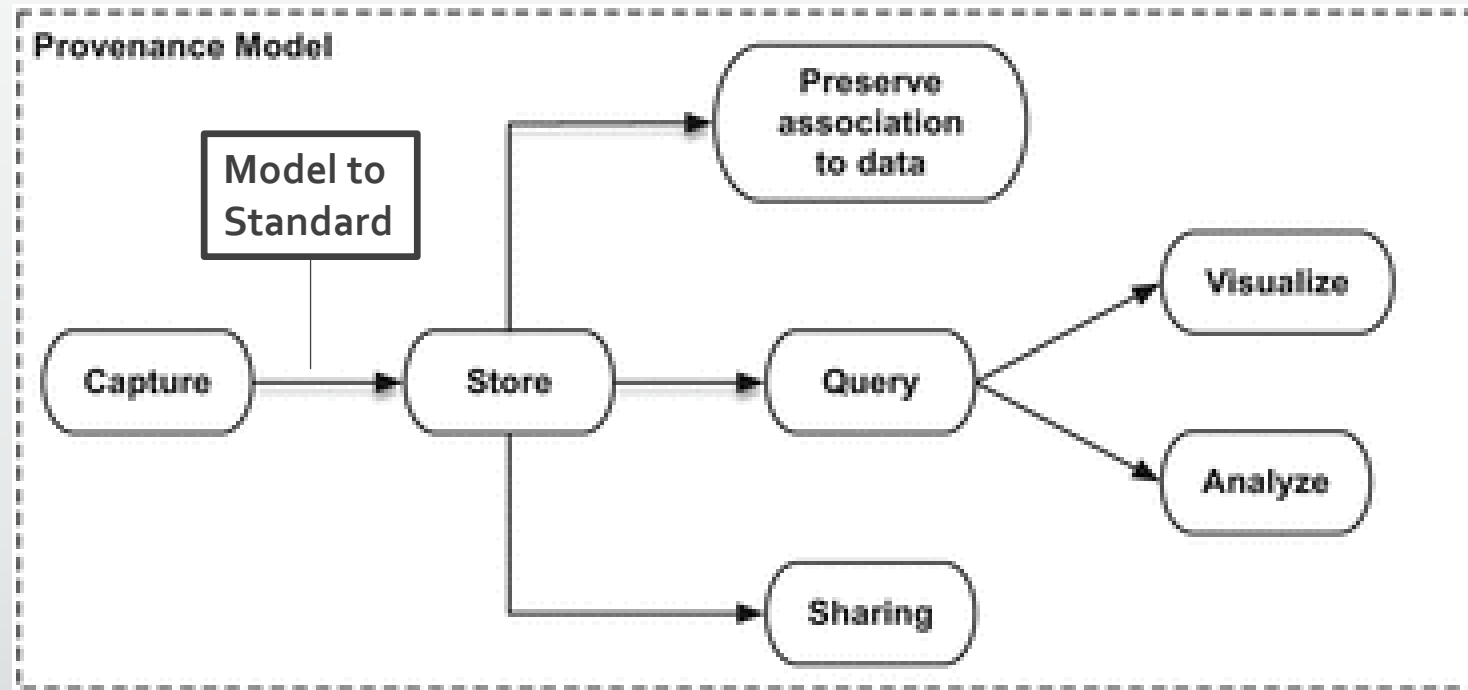 Provenance Model
Preserve
association
to data
Model to
Standard
Visualize
Capture
Store
Query
Analyze
Sharing